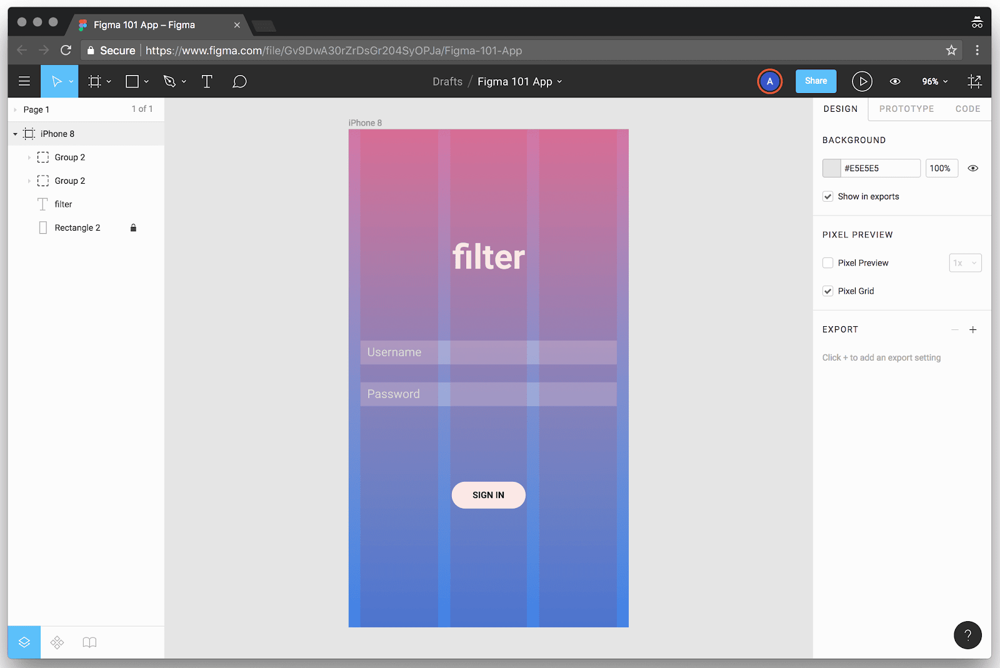 Figma 101 App – Figma
Secure https://www.figma.com/file/Gv9DwA30rZrDsGr204SyOPJa/Figma-101-App
Drafts / Figma 101 App
A
Share
96%
Page 1
1 of 1
iPhone 8
Group 2
Group 2
filter
Rectangle 2
iPhone 8
filter
Username
Password
SIGN IN
DESIGN PROTOTYPE CODE
BACKGROUND
#E5E5E5 100%
Show in exports
PIXEL PREVIEW
Pixel Preview 1x
Pixel Grid
EXPORT
Click + to add an export setting
?